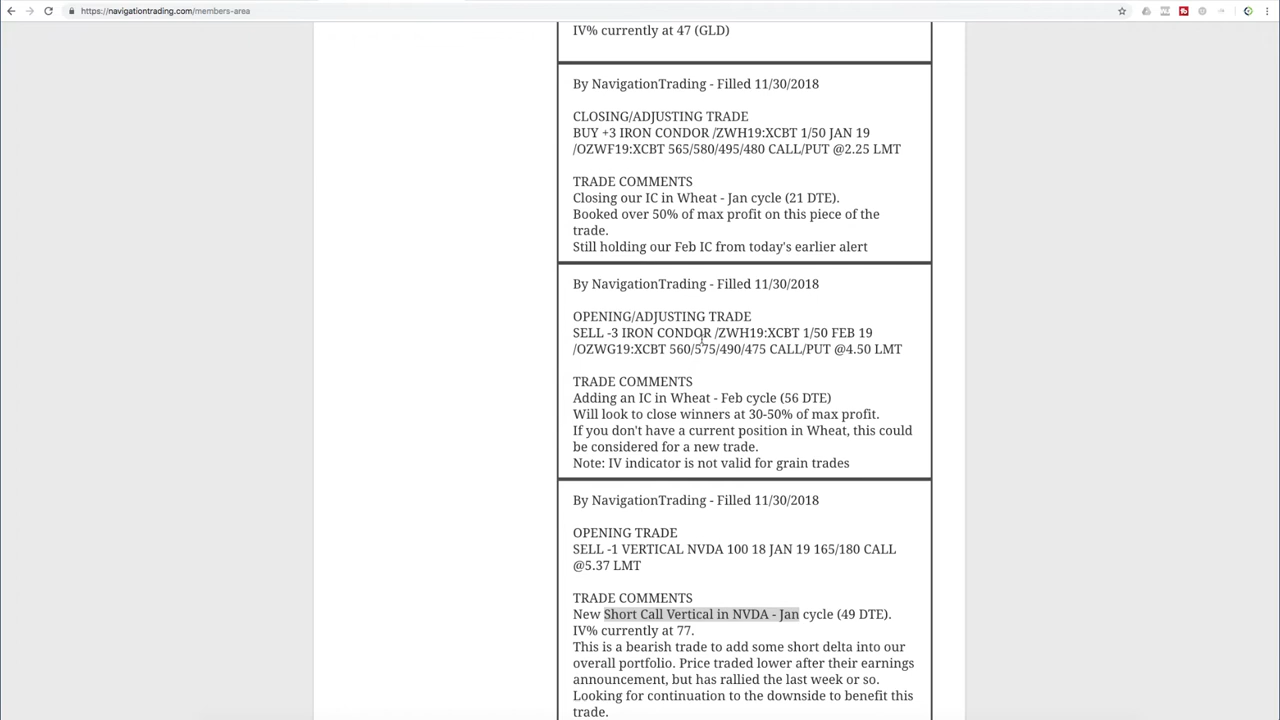 https://navigationtrading.com/members-area
IV% currently at 47 (GLD)
By NavigationTrading - Filled 11/30/2018
CLOSING/ADJUSTING TRADE
BUY +3 IRON CONDOR /ZWH19:XCBT 1/50 JAN 19
/OZWF19:XCBT 565/580/495/480 CALL/PUT @2.25 LMT
TRADE COMMENTS
Closing our IC in Wheat - Jan cycle (21 DTE).
Booked over 50% of max profit on this piece of the
trade.
Still holding our Feb IC from today's earlier alert
By NavigationTrading - Filled 11/30/2018
OPENING/ADJUSTING TRADE
SELL -3 IRON CONDOR /ZWH19:XCBT 1/50 FEB 19
/OZWG19:XCBT 560/575/490/475 CALL/PUT @4.50 LMT
TRADE COMMENTS
Adding an IC in Wheat - Feb cycle (56 DTE)
Will look to close winners at 30-50% of max profit.
If you don't have a current position in Wheat, this could
be considered for a new trade.
Note: IV indicator is not valid for grain trades
By NavigationTrading - Filled 11/30/2018
OPENING TRADE
SELL -1 VERTICAL NVDA 100 18 JAN 19 165/180 CALL
@5.37 LMT
TRADE COMMENTS
New Short Call Vertical in NVDA - Jan cycle (49 DTE).
IV% currently at 77.
This is a bearish trade to add some short delta into our
overall portfolio. Price traded lower after their earnings
announcement, but has rallied the last week or so.
Looking for continuation to the downside to benefit this
trade.